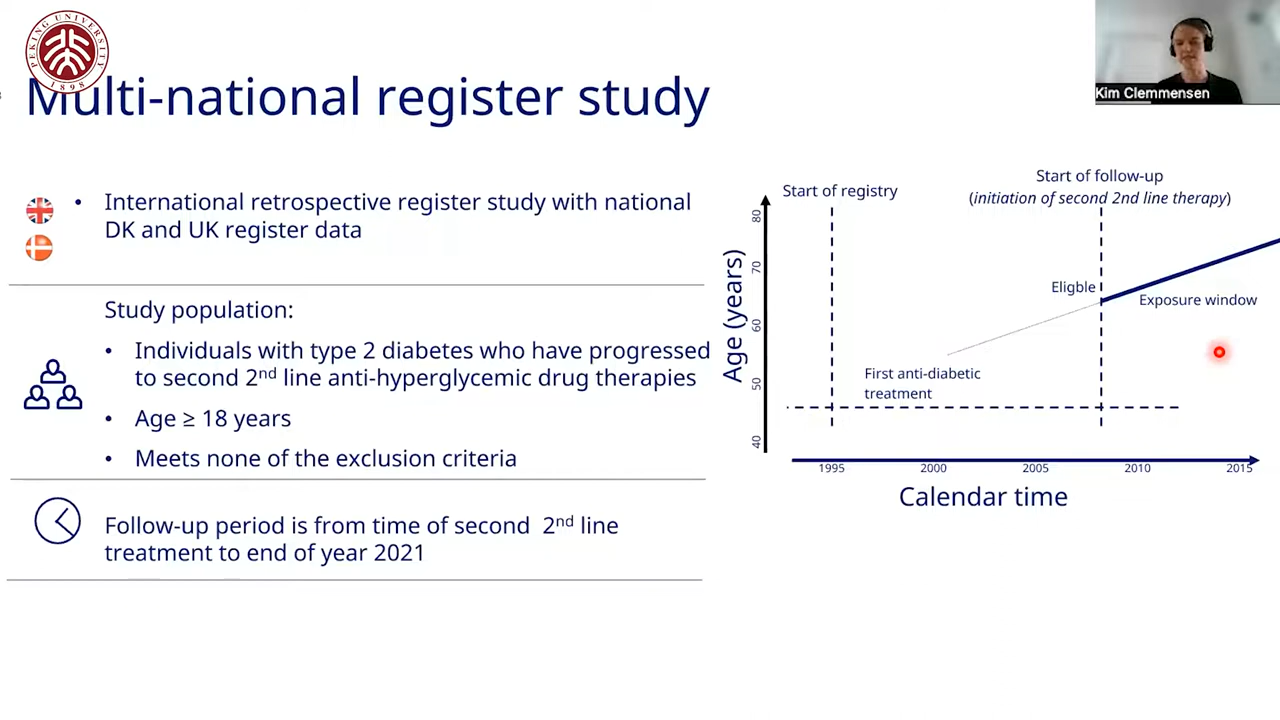 PEKING UNIVERSITY
1898
Multi-national register study
Kim Clemmensen
• International retrospective register study with national
DK and UK register data
Study population:
• Individuals with type 2 diabetes who have progressed
to second 2nd line anti-hyperglycemic drug therapies
• Age ≥ 18 years
• Meets none of the exclusion criteria
Follow-up period is from time of second 2nd line
treatment to end of year 2021
Start of registry
Start of follow-up
(initiation of second 2nd line therapy)
Age (years)
80
70
60
50
40
Eligble
Exposure window
First anti-diabetic
treatment
1995 2000 2005 2010 2015
Calendar time